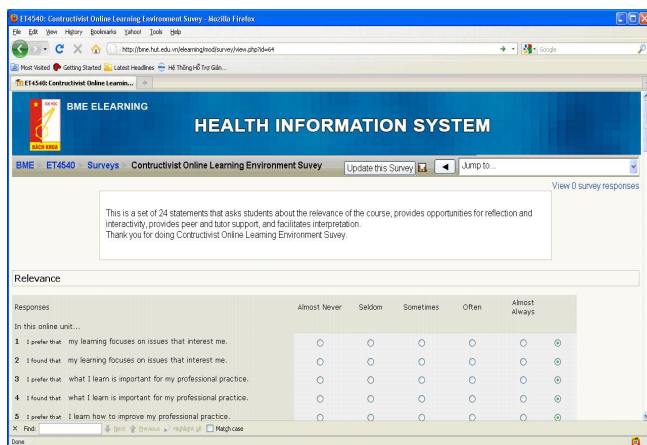 ET4540: Contructivist Online Learning Environment Suvey - Mozilla Firefox
File Edit View History Bookmarks Yahoo! Tools Help
http://bme.hut.edu.vn/elearning/mod/survey/view.php?id=64
Google
Most Visited Getting Started Latest Headlines Hệ Thống Hỗ Trợ Giản...
ET4540: Contructivist Online Learnin...
BME ELEARNING
HEALTH INFORMATION SYSTEM
ĐẠI HỌC
BÁCH KHOA
BME ► ET4540 ► Surveys ► Contructivist Online Learning Environment Suvey Update this Survey Jump to...
View 0 survey responses
This is a set of 24 statements that asks students about the relevance of the course, provides opportunities for reflection and
interactivity, provides peer and tutor support, and facilitates interpretation.
Thank you for doing Contructivist Online Learning Environment Suvey.
Relevance
Responses Almost Never Seldom Sometimes Often Almost Always
In this online unit...
1 I prefer that my learning focuses on issues that interest me.
2 I found that my learning focuses on issues that interest me.
3 I prefer that what I learn is important for my professional practice.
4 I found that what I learn is important for my professional practice.
5 I prefer that I learn how to improve my professional practice.
Find: Next Previous Highlight all Match case
Done